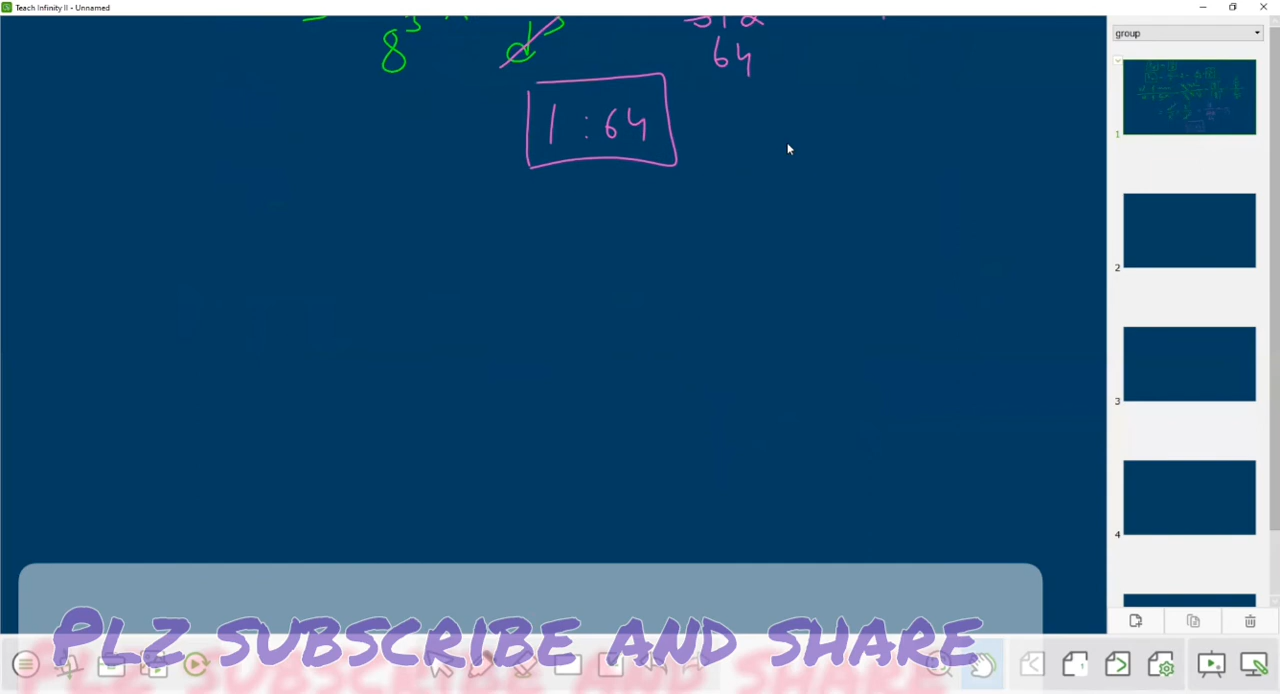 Teach Infinity II - Unnamed
group
8
d
64
1 : 64
1
2
3
4
PLZ SUBSCRIBE AND SHARE